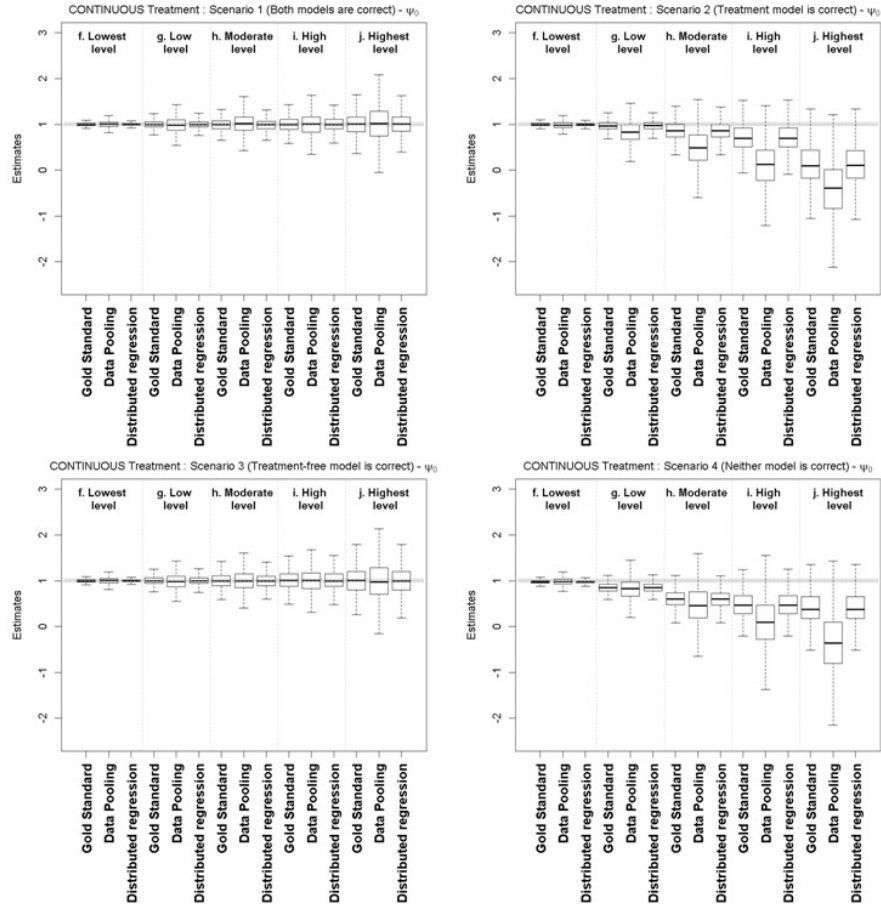 CONTINUOUS Treatment : Scenario 1 (Both models are correct) - Ψ0
3
2
1
0
-1
-2
Estimates
f. Lowest
level
g. Low
level
h. Moderate
level
i. High
level
j. Highest
level
Gold Standard
Data Pooling
Distributed regression
Gold Standard
Data Pooling
Distributed regression
Gold Standard
Data Pooling
Distributed regression
Gold Standard
Data Pooling
Distributed regression
Gold Standard
Data Pooling
Distributed regression
CONTINUOUS Treatment : Scenario 2 (Treatment model is correct) - Ψ0
3
2
1
0
-1
-2
Estimates
f. Lowest
level
g. Low
level
h. Moderate
level
i. High
level
j. Highest
level
Gold Standard
Data Pooling
Distributed regression
Gold Standard
Data Pooling
Distributed regression
Gold Standard
Data Pooling
Distributed regression
Gold Standard
Data Pooling
Distributed regression
Gold Standard
Data Pooling
Distributed regression
CONTINUOUS Treatment : Scenario 3 (Treatment-free model is correct) - Ψ0
3
2
1
0
-1
-2
Estimates
f. Lowest
level
g. Low
level
h. Moderate
level
i. High
level
j. Highest
level
Gold Standard
Data Pooling
Distributed regression
Gold Standard
Data Pooling
Distributed regression
Gold Standard
Data Pooling
Distributed regression
Gold Standard
Data Pooling
Distributed regression
Gold Standard
Data Pooling
Distributed regression
CONTINUOUS Treatment : Scenario 4 (Neither model is correct) - Ψ0
3
2
1
0
-1
-2
Estimates
f. Lowest
level
g. Low
level
h. Moderate
level
i. High
level
j. Highest
level
Gold Standard
Data Pooling
Distributed regression
Gold Standard
Data Pooling
Distributed regression
Gold Standard
Data Pooling
Distributed regression
Gold Standard
Data Pooling
Distributed regression
Gold Standard
Data Pooling
Distributed regression